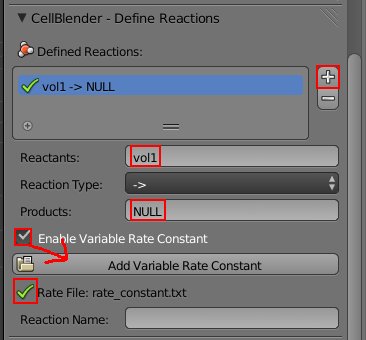 CellBlender - Define Reactions
Defined Reactions:
vol1 -> NULL
Reactants: vol1
Reaction Type: ->
Products: NULL
Enable Variable Rate Constant
Add Variable Rate Constant
Rate File: rate_constant.txt
Reaction Name: